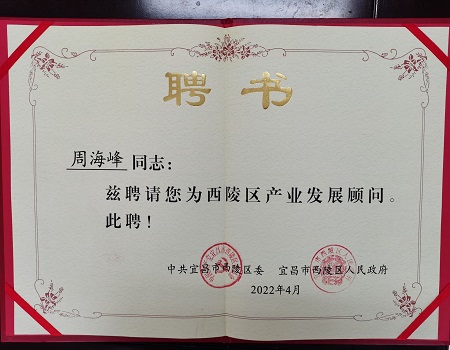 聘书
周海峰 同志：
兹聘请您为西陵区产业发展顾问。
此聘！
中共宜昌市西陵区委 宜昌市西陵区人民政府
2022年4月